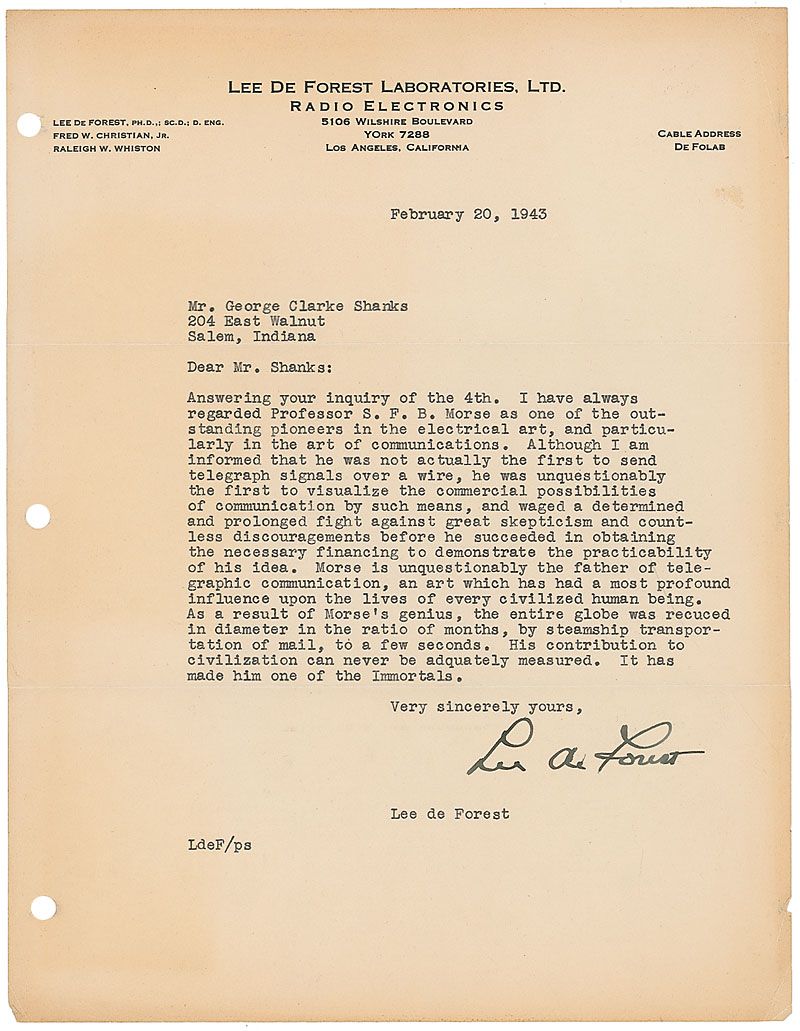 LEE DE FOREST LABORATORIES, LTD.
RADIO ELECTRONICS
5106 WILSHIRE BOULEVARD
YORK 7288
LOS ANGELES, CALIFORNIA
LEE DE FOREST, PH.D.,; SC.D.; D. ENG.
FRED W. CHRISTIAN, JR.
RALEIGH W. WHISTON
CABLE ADDRESS
DE FOLAB
February 20, 1943
Mr. George Clarke Shanks
204 East Walnut
Salem, Indiana
Dear Mr. Shanks:
Answering your inquiry of the 4th. I have always
regarded Professor S. F. B. Morse as one of the out-
standing pioneers in the electrical art, and particu-
larly in the art of communications. Although I am
informed that he was not actually the first to send
telegraph signals over a wire, he was unquestionably
the first to visualize the commercial possibilities
of communication by such means, and waged a determined
and prolonged fight against great skepticism and count-
less discouragements before he succeeded in obtaining
the necessary financing to demonstrate the practicability
of his idea. Morse is unquestionably the father of tele-
graphic communication, an art which has had a most profound
influence upon the lives of every civilized human being.
As a result of Morse's genius, the entire globe was recuced
in diameter in the ratio of months, by steamship transpor-
tation of mail, to a few seconds. His contribution to
civilization can never be adquately measured. It has
made him one of the Immortals.
Very sincerely yours,
Lee de Forest
Lee de Forest
LdeF/ps